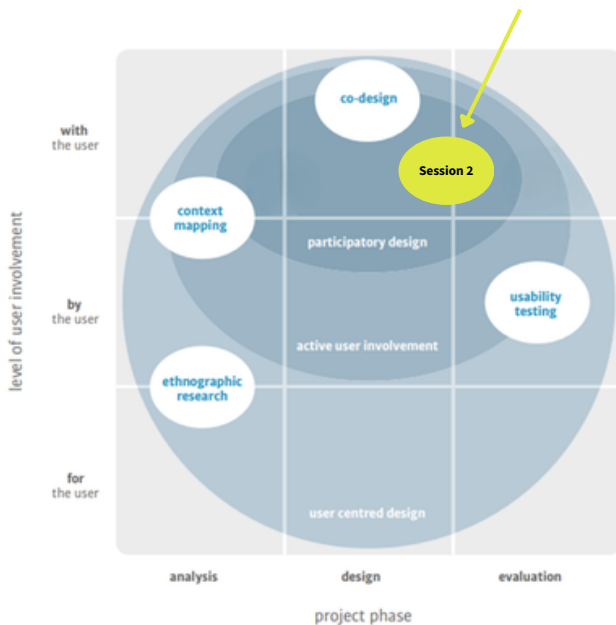 co-design
with
the user
Session 2
context
mapping
participatory design
level of user involvement
by
the user
usability
testing
active user involvement
ethnographic
research
for
the user
user centred design
analysis
design
evaluation
project phase